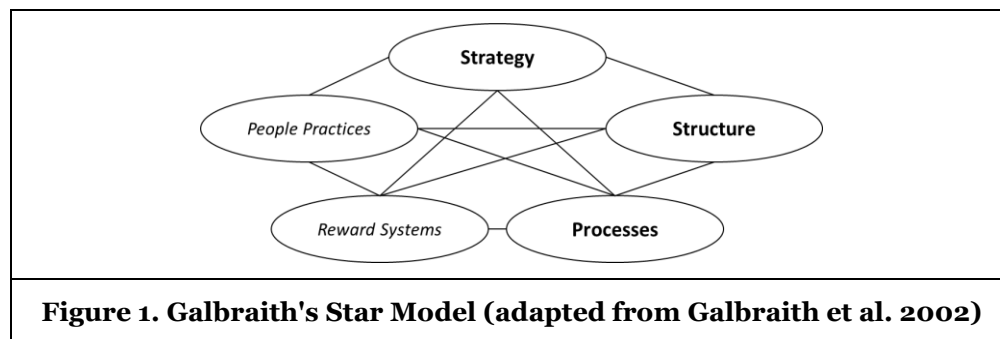 Strategy
People Practices
Structure
Reward Systems
Processes
Figure 1. Galbraith's Star Model (adapted from Galbraith et al. 2002)